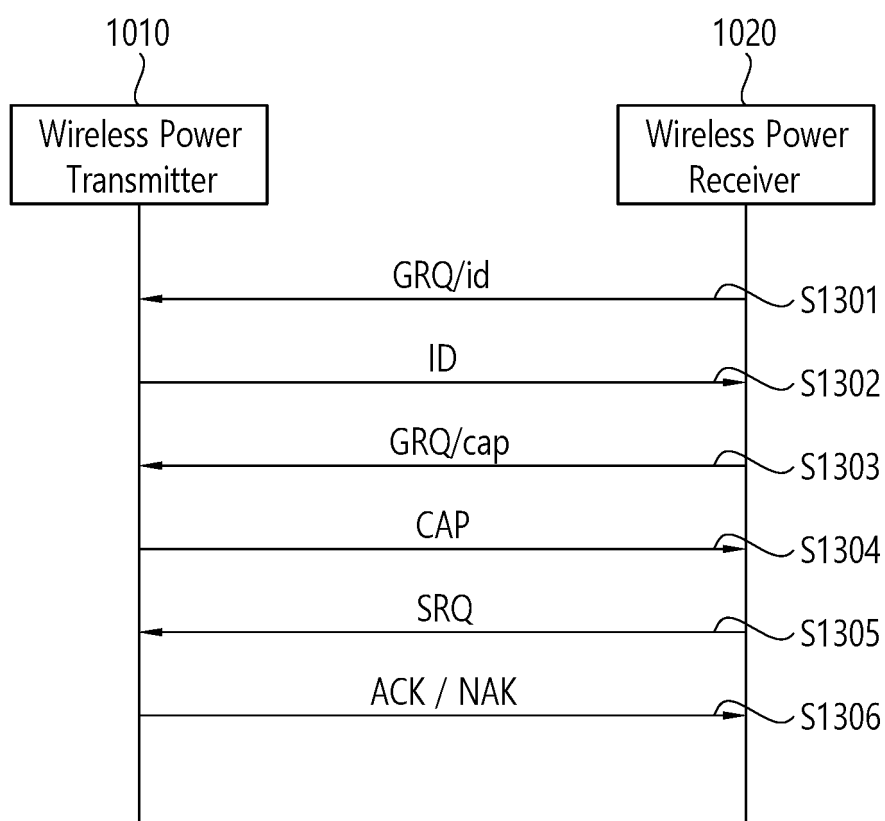 1010
1020
Wireless Power
Transmitter
Wireless Power
Receiver
GRQ/id
S1301
ID
S1302
GRQ/cap
S1303
CAP
S1304
SRQ
S1305
ACK / NAK
S1306